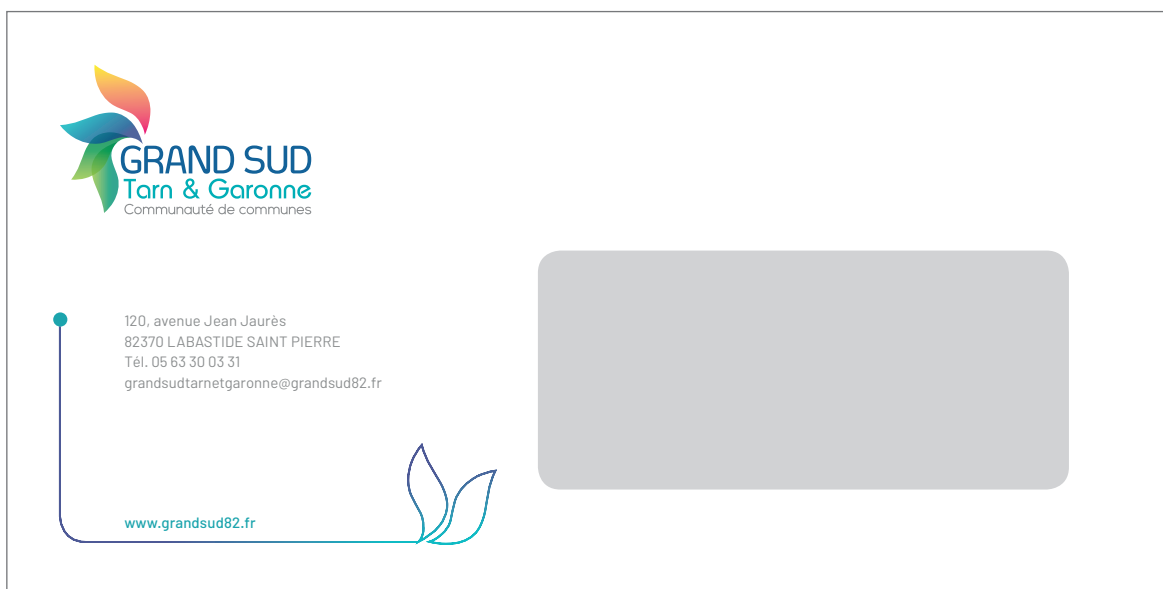 GRAND SUD
Tarn & Garonne
Communauté de communes
120, avenue Jean Jaurès
82370 LABASTIDE SAINT PIERRE
Tél. 05 63 30 03 31
grandsudtarnetgaronne@grandsud82.fr
www.grandsud82.fr